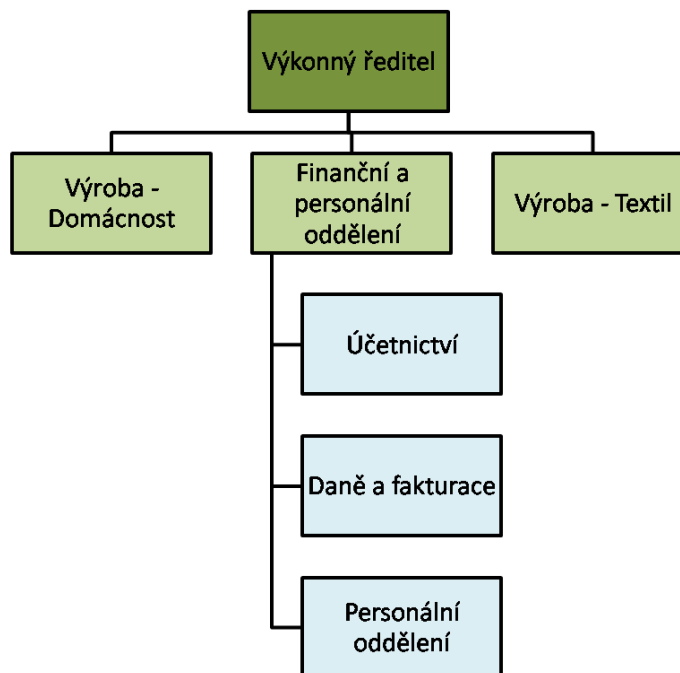 Výkonný ředitel
Výroba -
Domácnost
Finanční a
personální
oddělení
Výroba - Textil
Účetnictví
Daně a fakturace
Personální
oddělení